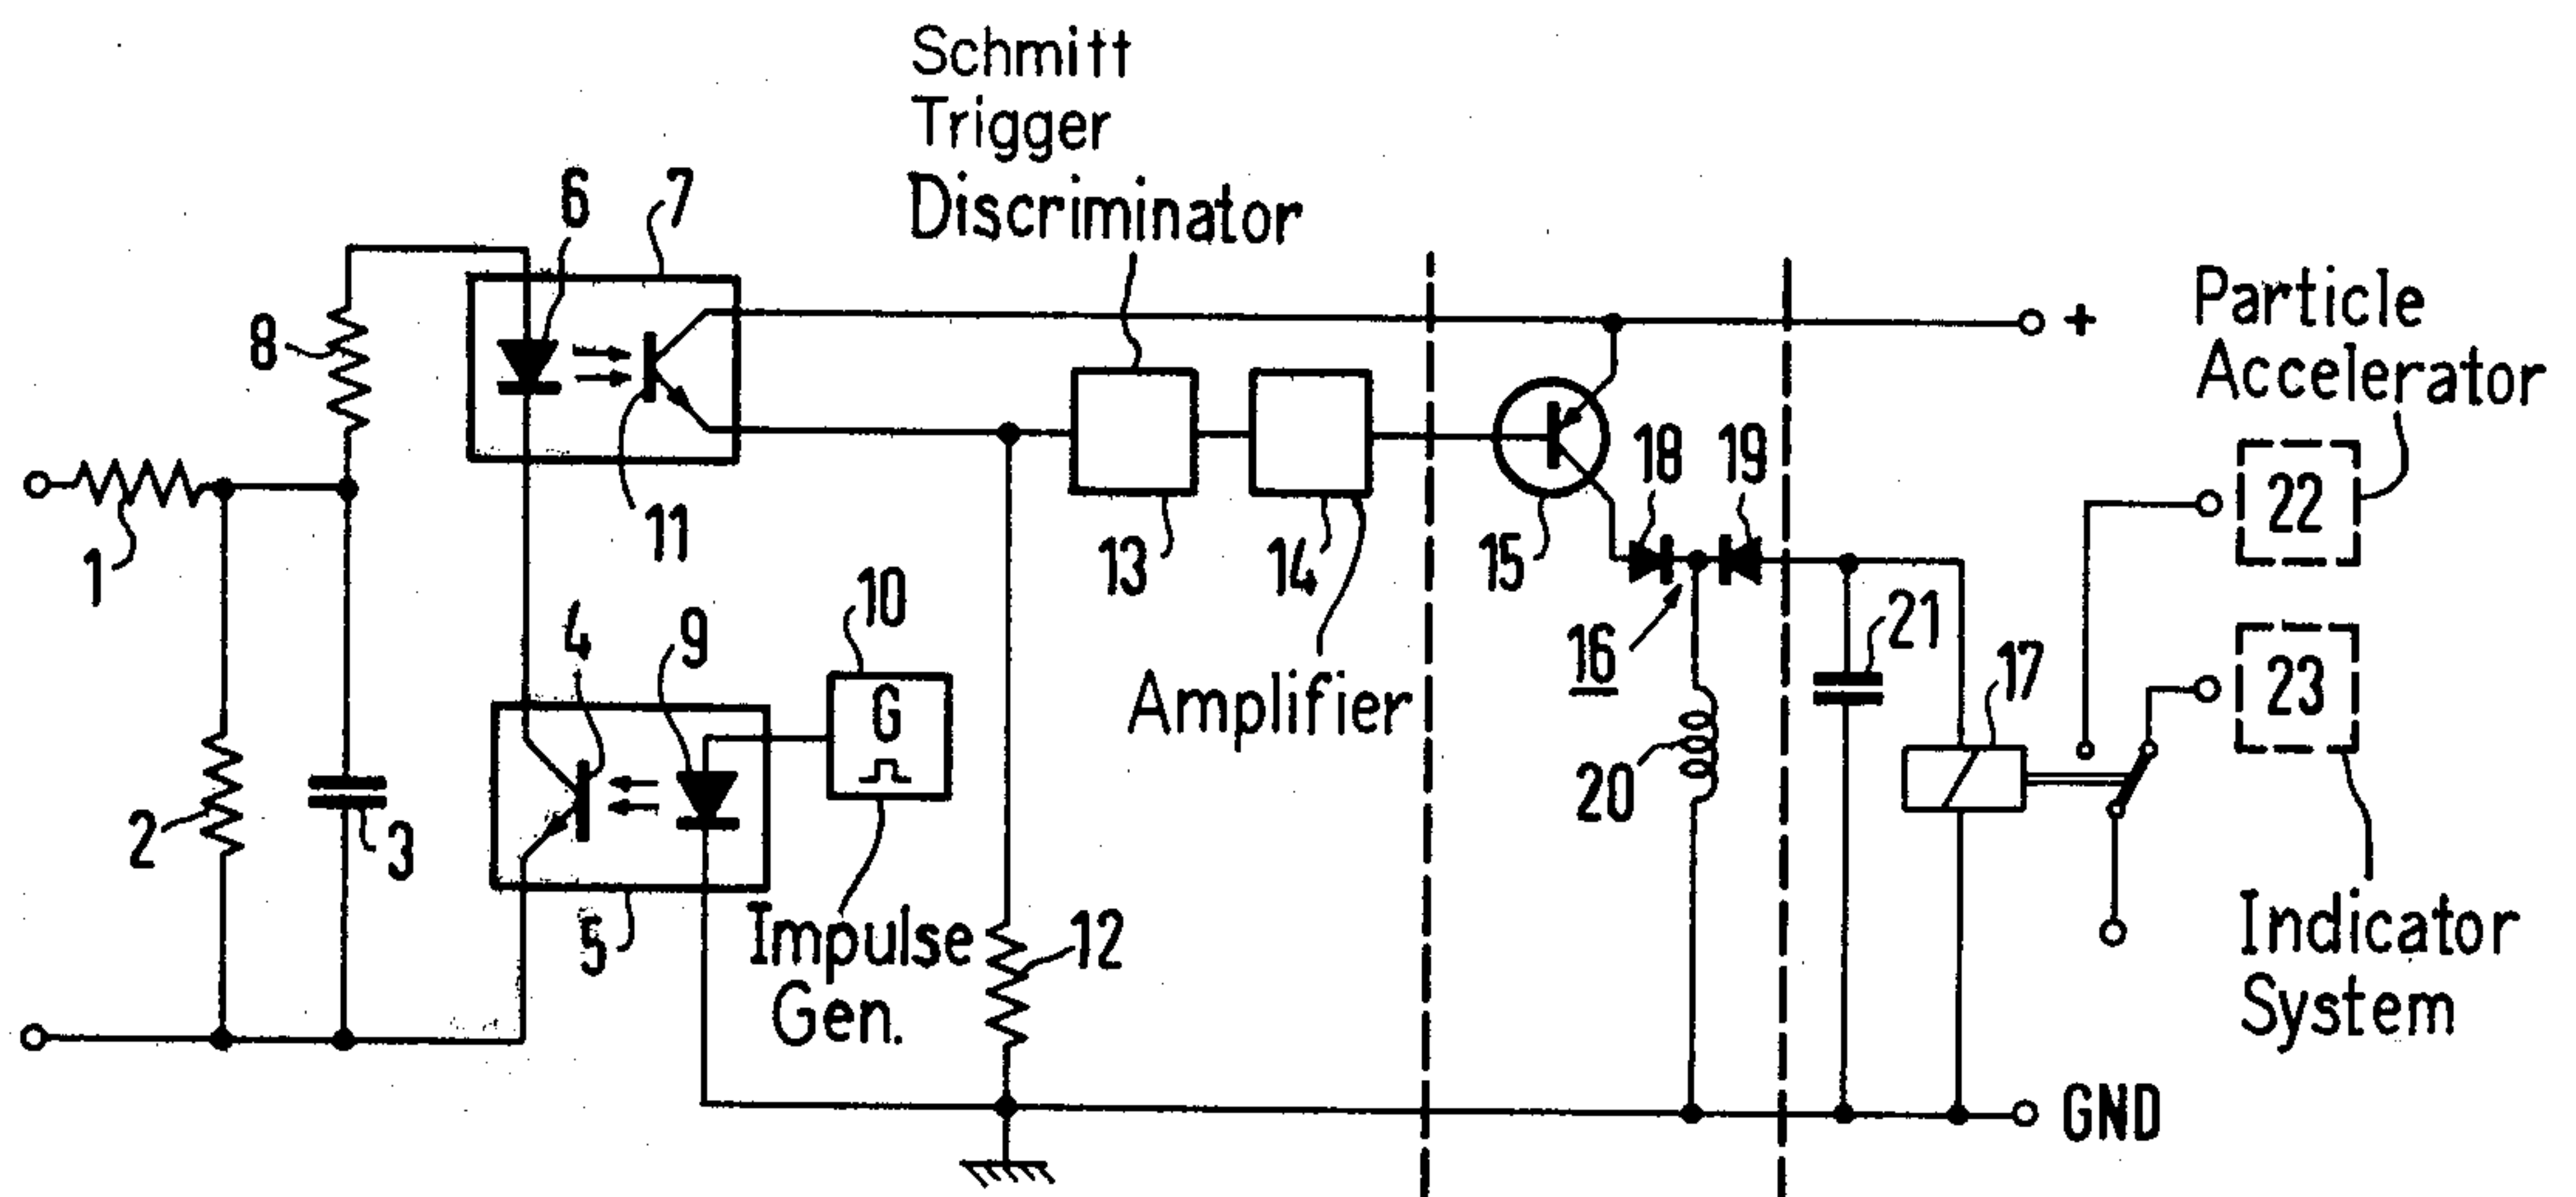 Schmitt
Trigger
Discriminator
6
7
8
Particle
Accelerator
18
19
22
1
11
13
14
15
10
4
9
16
21
17
23
G
Amplifier
20
2
3
5
Impulse
Gen.
12
Indicator
System
+
GND